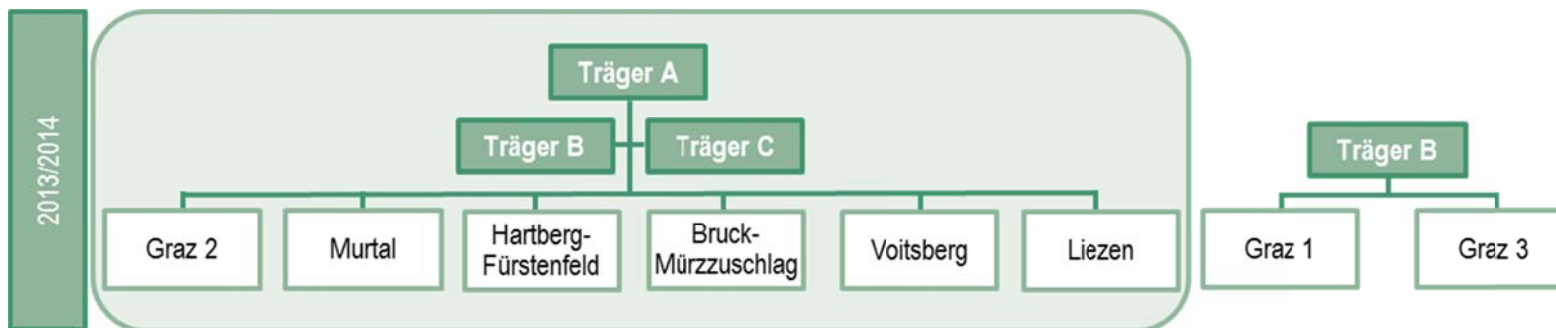 2013/2014
Träger A
Träger B
Träger C
Träger B
Graz 2
Murtal
Hartberg-
Fürstenfeld
Bruck-
Mürzzuschlag
Voitsberg
Liezen
Graz 1
Graz 3